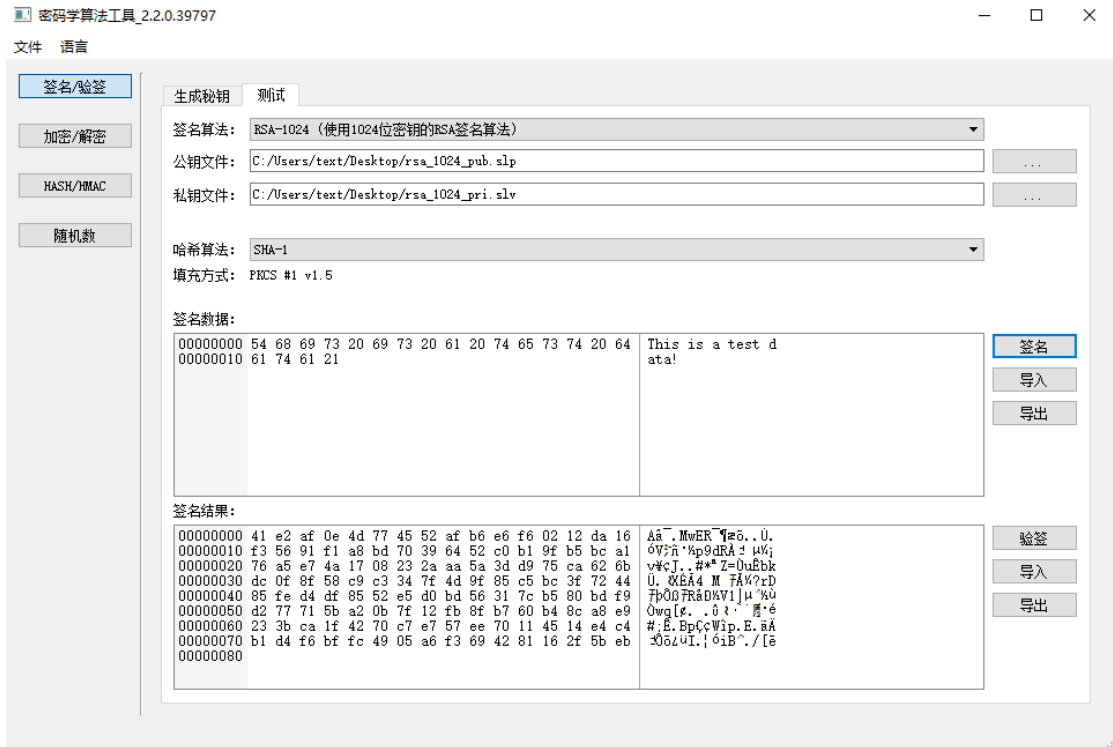 密码学算法工具_2.2.0.39797
文件 语言
签名/验签
加密/解密
HASH/HMAC
随机数
生成秘钥 测试
签名算法: RSA-1024 (使用1024位密钥的RSA签名算法)
公钥文件: C:/Users/text/Desktop/rsa_1024_pub.slp ...
私钥文件: C:/Users/text/Desktop/rsa_1024_pri.slv ...
哈希算法: SHA-1
填充方式: PKCS #1 v1.5
签名数据:
00000000 54 68 69 73 20 69 73 20 61 20 74 65 73 74 20 64 This is a test d
00000010 61 74 61 21 ata!
签名
导入
导出
签名结果:
00000000 41 e2 af 0e 4d 77 45 52 af b6 e6 f6 02 12 da 16 Aâ¯.MwER¯¶æö..Ú.
00000010 f3 56 91 f1 a8 bd 70 39 64 52 c0 b1 9f b5 bc a1
00000020 76 a5 e7 4a 17 08 23 2a aa 5a 3d d9 75 ca 62 6b v¥çJ..#*ªZ=ÙuÊbk
00000030 dc 0f 8f 58 c9 c3 34 7f 4d 9f 85 c5 bc 3f 72 44
00000040 85 fe d4 df 85 52 e5 d0 bd 56 31 7c b5 80 bd f9
00000050 d2 77 71 5b a2 0b 7f 12 fb 8f b7 60 b4 8c a8 e9
00000060 23 3b ca 1f 42 70 c7 e7 57 ee 70 11 45 14 e4 c4 #;Ê.BpÇçWîp.E.äÄ
00000070 b1 d4 f6 bf fc 49 05 a6 f3 69 42 81 16 2f 5b eb
00000080
验签
导入
导出